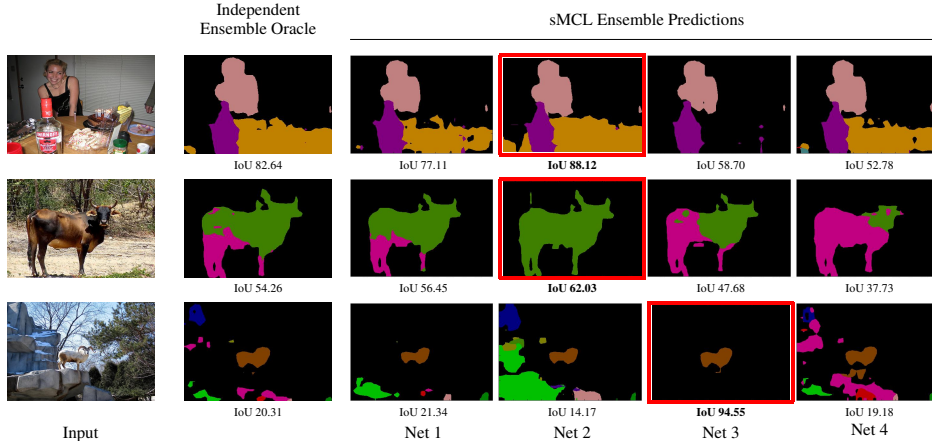 Independent
Ensemble Oracle
sMCL Ensemble Predictions
IoU 82.64
IoU 77.11
IoU 88.12
IoU 58.70
IoU 52.78
IoU 54.26
IoU 56.45
IoU 62.03
IoU 47.68
IoU 37.73
IoU 20.31
IoU 21.34
IoU 14.17
IoU 94.55
IoU 19.18
Input
Net 1
Net 2
Net 3
Net 4